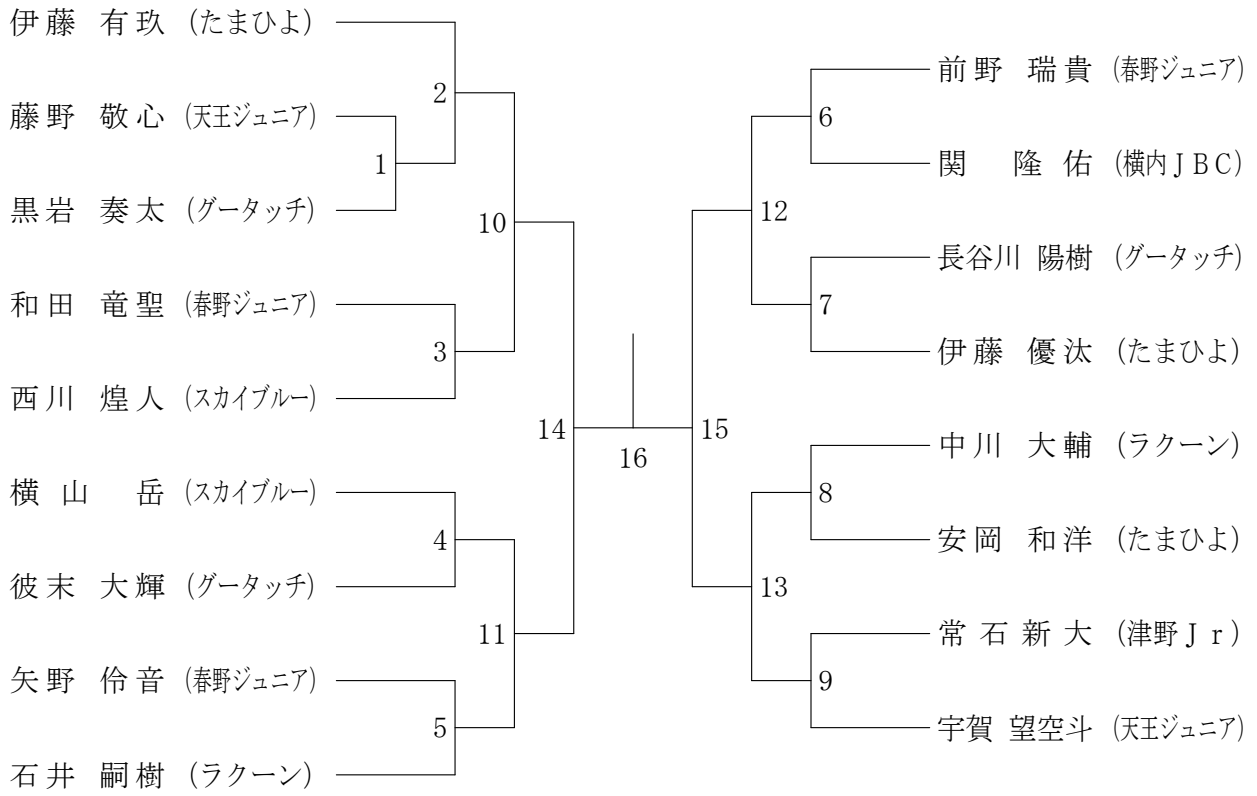 伊藤 有玖 (たまひよ)
藤野 敬心 (天王ジュニア)
黒岩 奏太 (グータッチ)
和田 竜聖 (春野ジュニア)
西川 煌人 (スカイブルー)
横山 岳 (スカイブルー)
彼末 大輝 (グータッチ)
矢野 伶音 (春野ジュニア)
石井 嗣樹 (ラクーン)
2
1
10
3
14
4
11
5
16
15
12
6
7
13
8
9
前野 瑞貴 (春野ジュニア)
関 隆佑 (横内ＪＢＣ)
長谷川 陽樹 (グータッチ)
伊藤 優汰 (たまひよ)
中川 大輔 (ラクーン)
安岡 和洋 (たまひよ)
常石新大 (津野Ｊｒ)
宇賀 望空斗 (天王ジュニア)